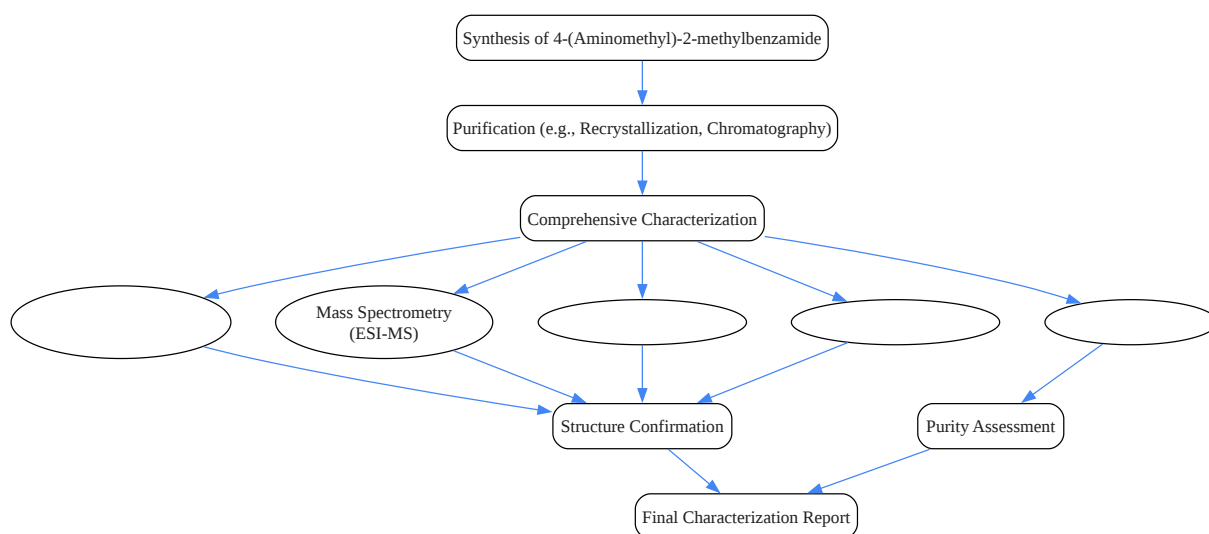 Synthesis of 4-(Aminomethyl)-2-methylbenzamide
Purification (e.g., Recrystallization, Chromatography)
Comprehensive Characterization
Mass Spectrometry
(ESI-MS)
Structure Confirmation
Purity Assessment
Final Characterization Report